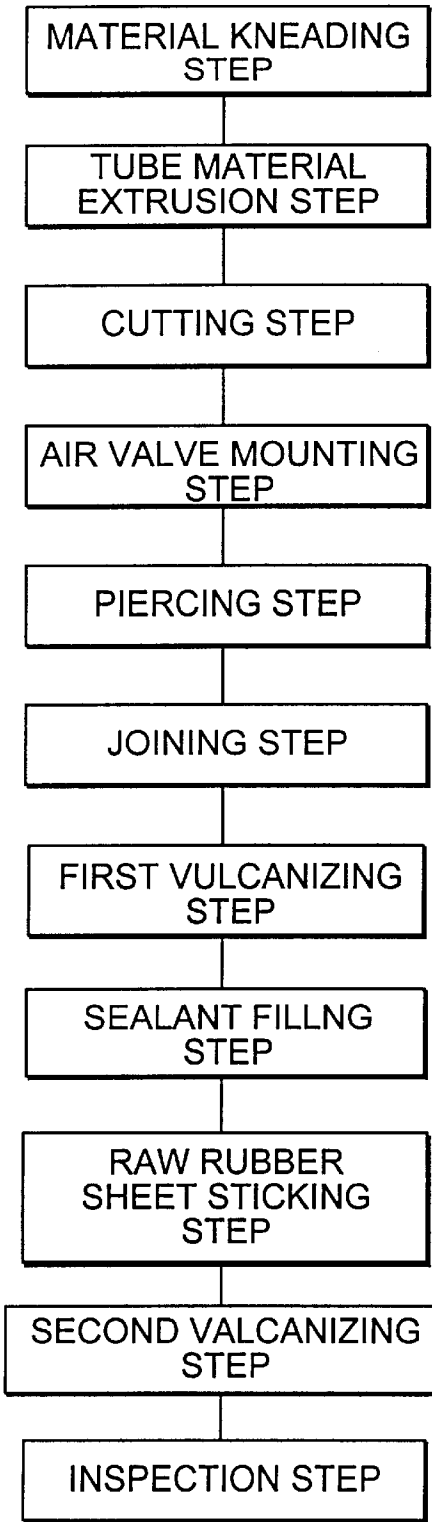 MATERIAL KNEADING
STEP
TUBE MATERIAL
EXTRUSION STEP
CUTTING STEP
AIR VALVE MOUNTING
STEP
PIERCING STEP
JOINING STEP
FIRST VULCANIZING
STEP
SEALANT FILLNG
STEP
RAW RUBBER
SHEET STICKING
STEP
SECOND VALCANIZING
STEP
INSPECTION STEP